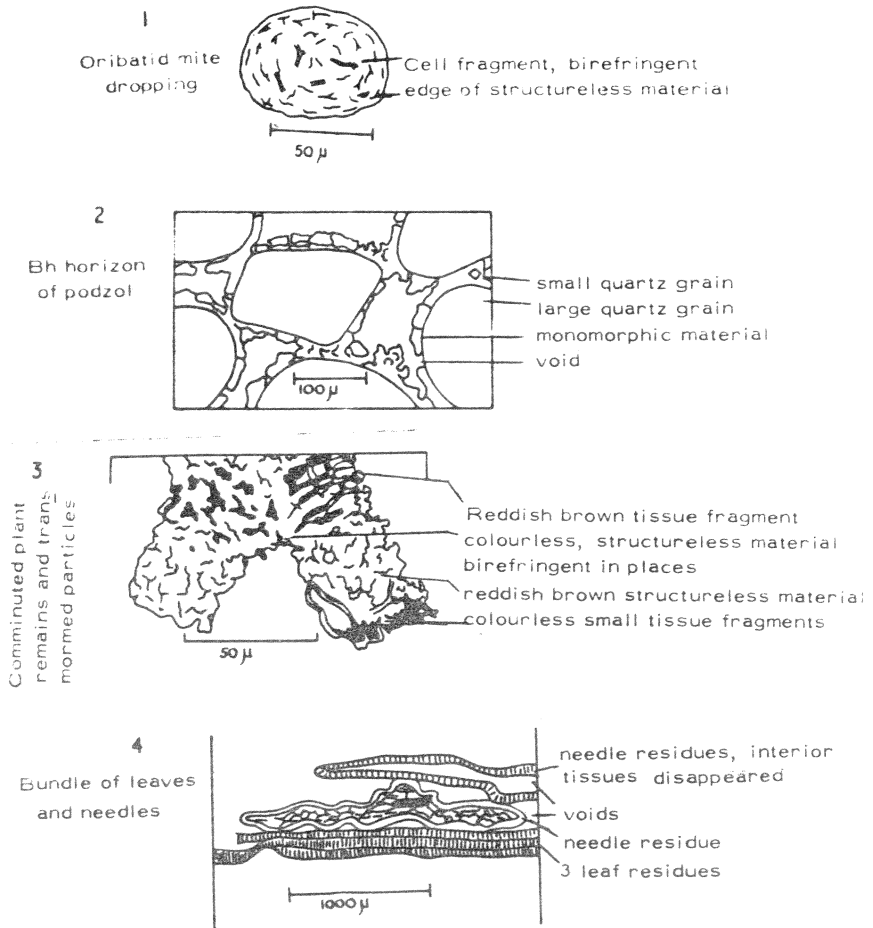 1
Oribatid mite
dropping
Cell fragment, birefringent
edge of structureless material
50 µ
2
Bh horizon
of podzol
small quartz grain
large quartz grain
monomorphic material
void
100 µ
3
Comminuted plant
remains and trans
mormed particles
Reddish brown tissue fragment
colourless, structureless material
birefringent in places
reddish brown structureless material
colourless small tissue fragments
50 µ
4
Bundle of leaves
and needles
needle residues, interior
tissues disappeared
voids
needle residue
3 leaf residues
1000 µ